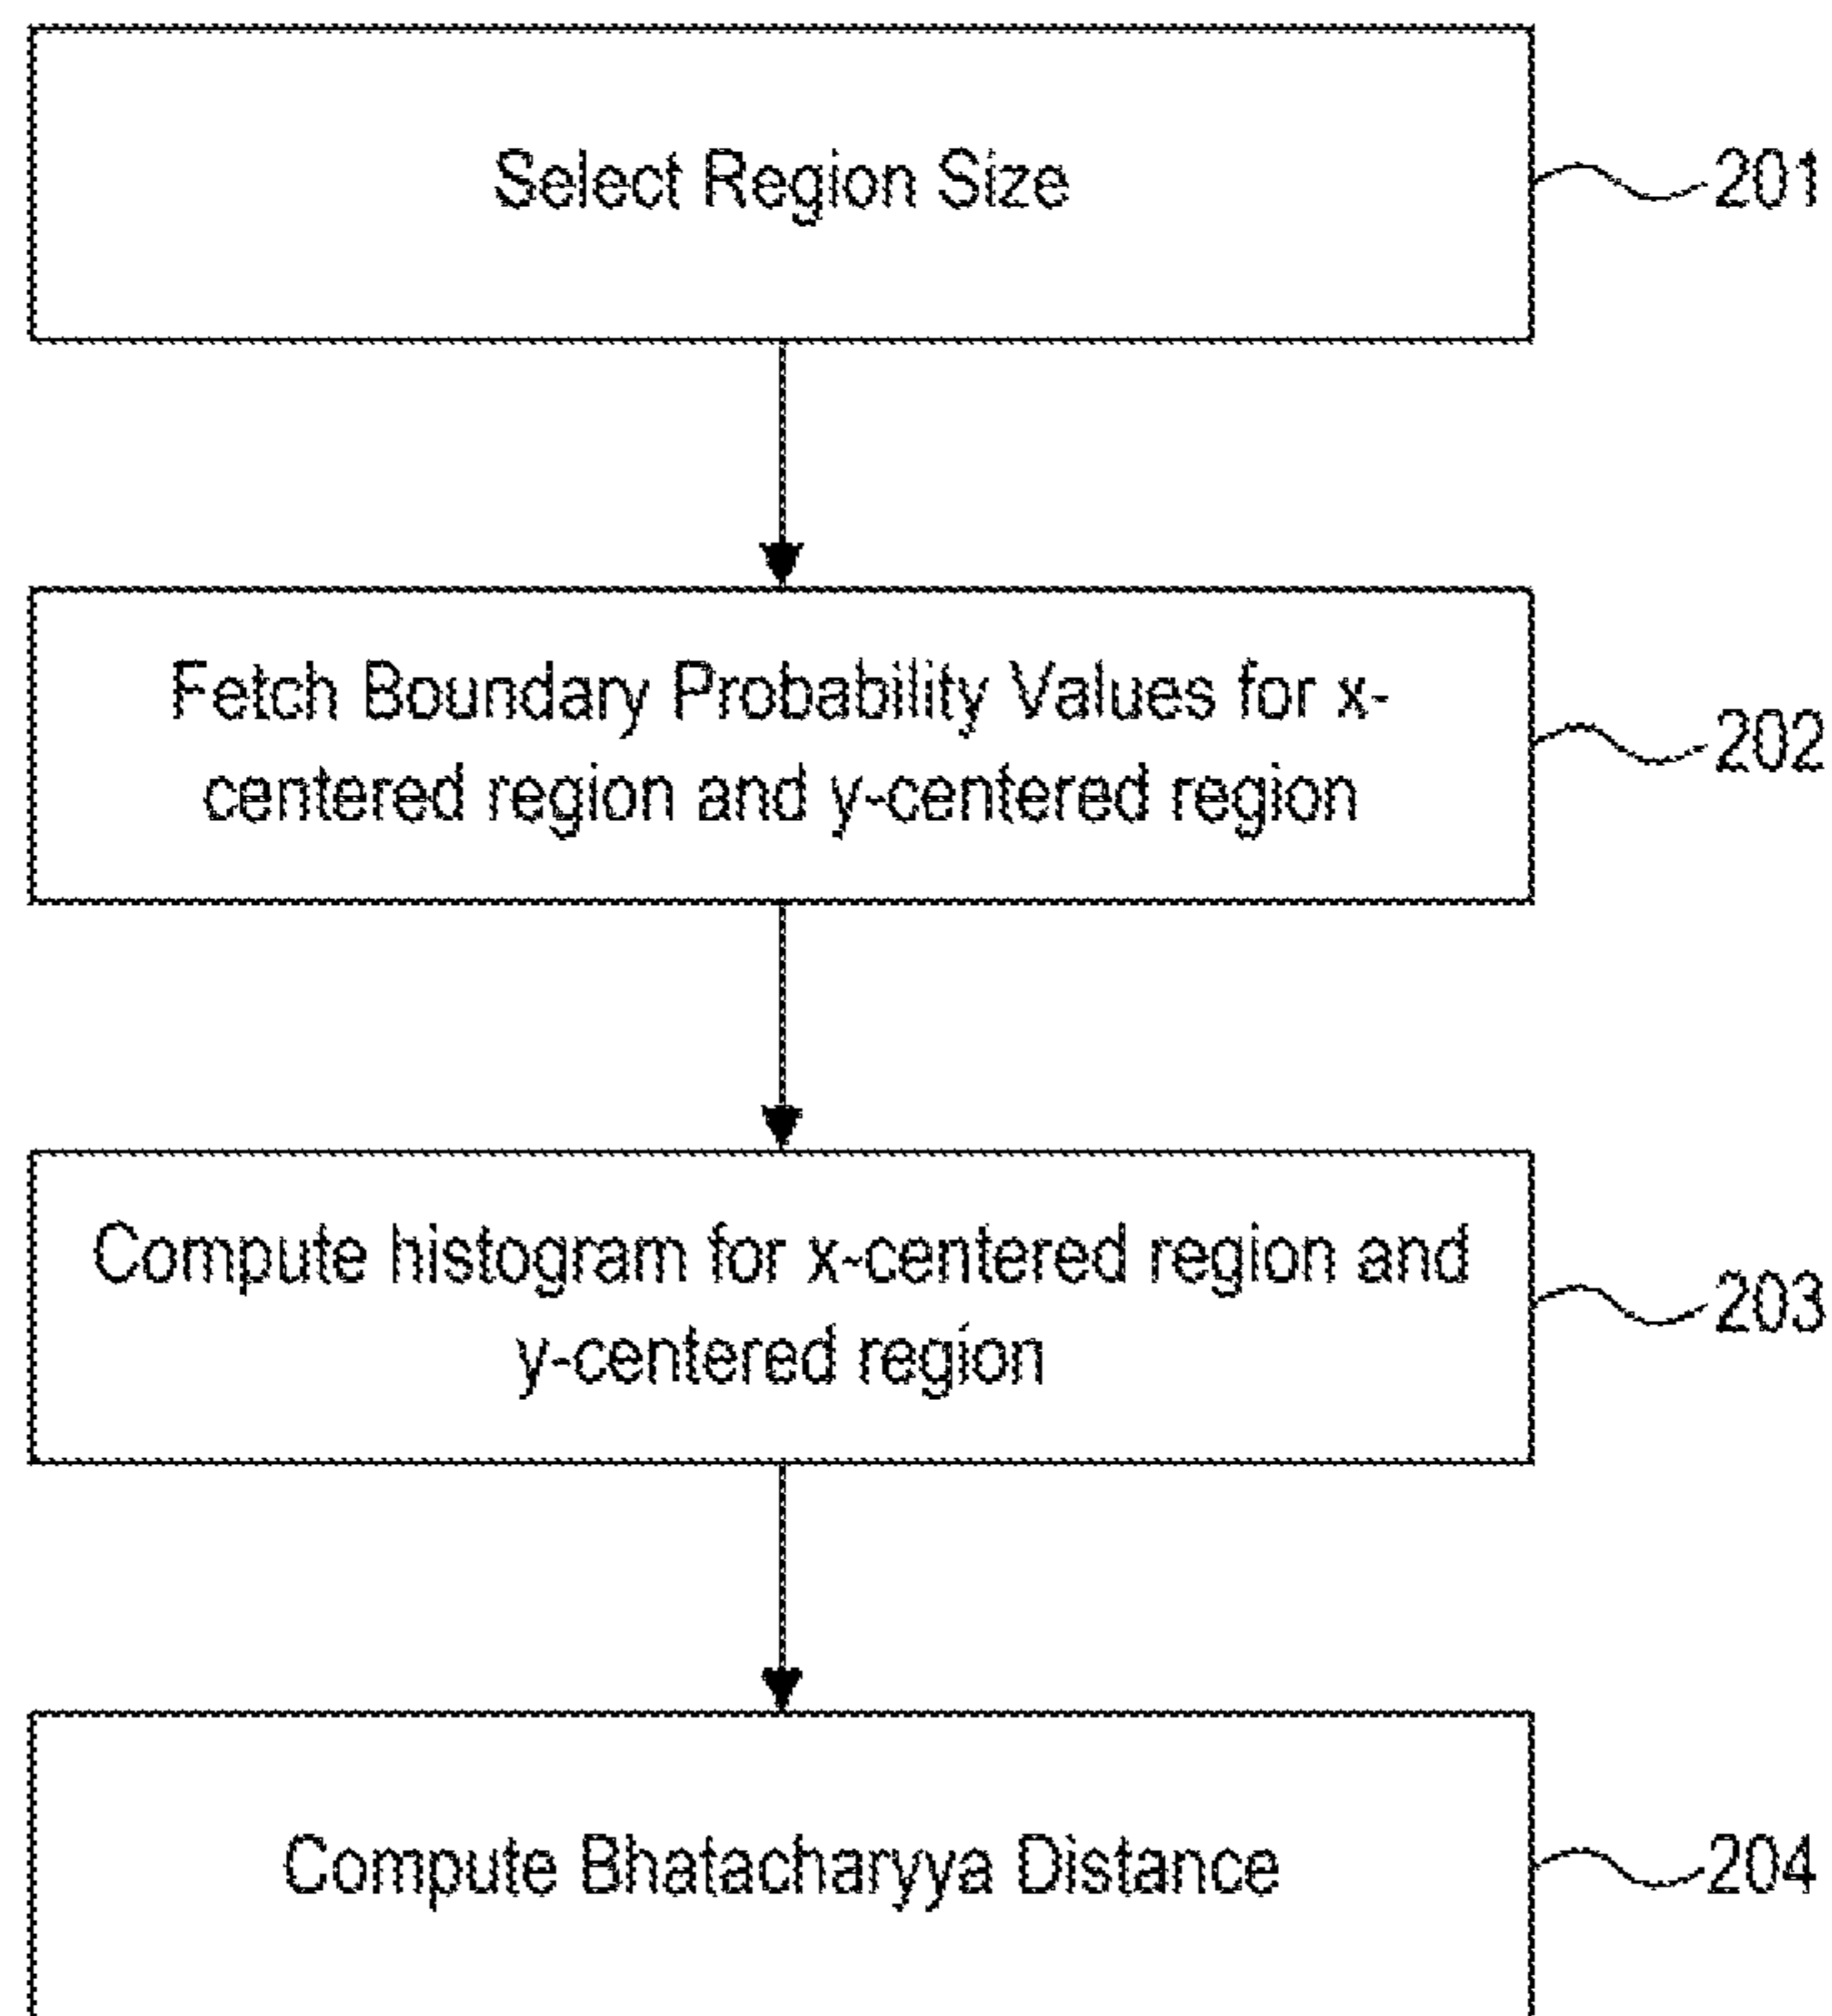 Select Region Size
201
Fetch Boundary Probability Values for x-
centered region and y-centered region
202
Compute histogram for x-centered region and
y-centered region
203
Compute Bhatacharyya Distance
204